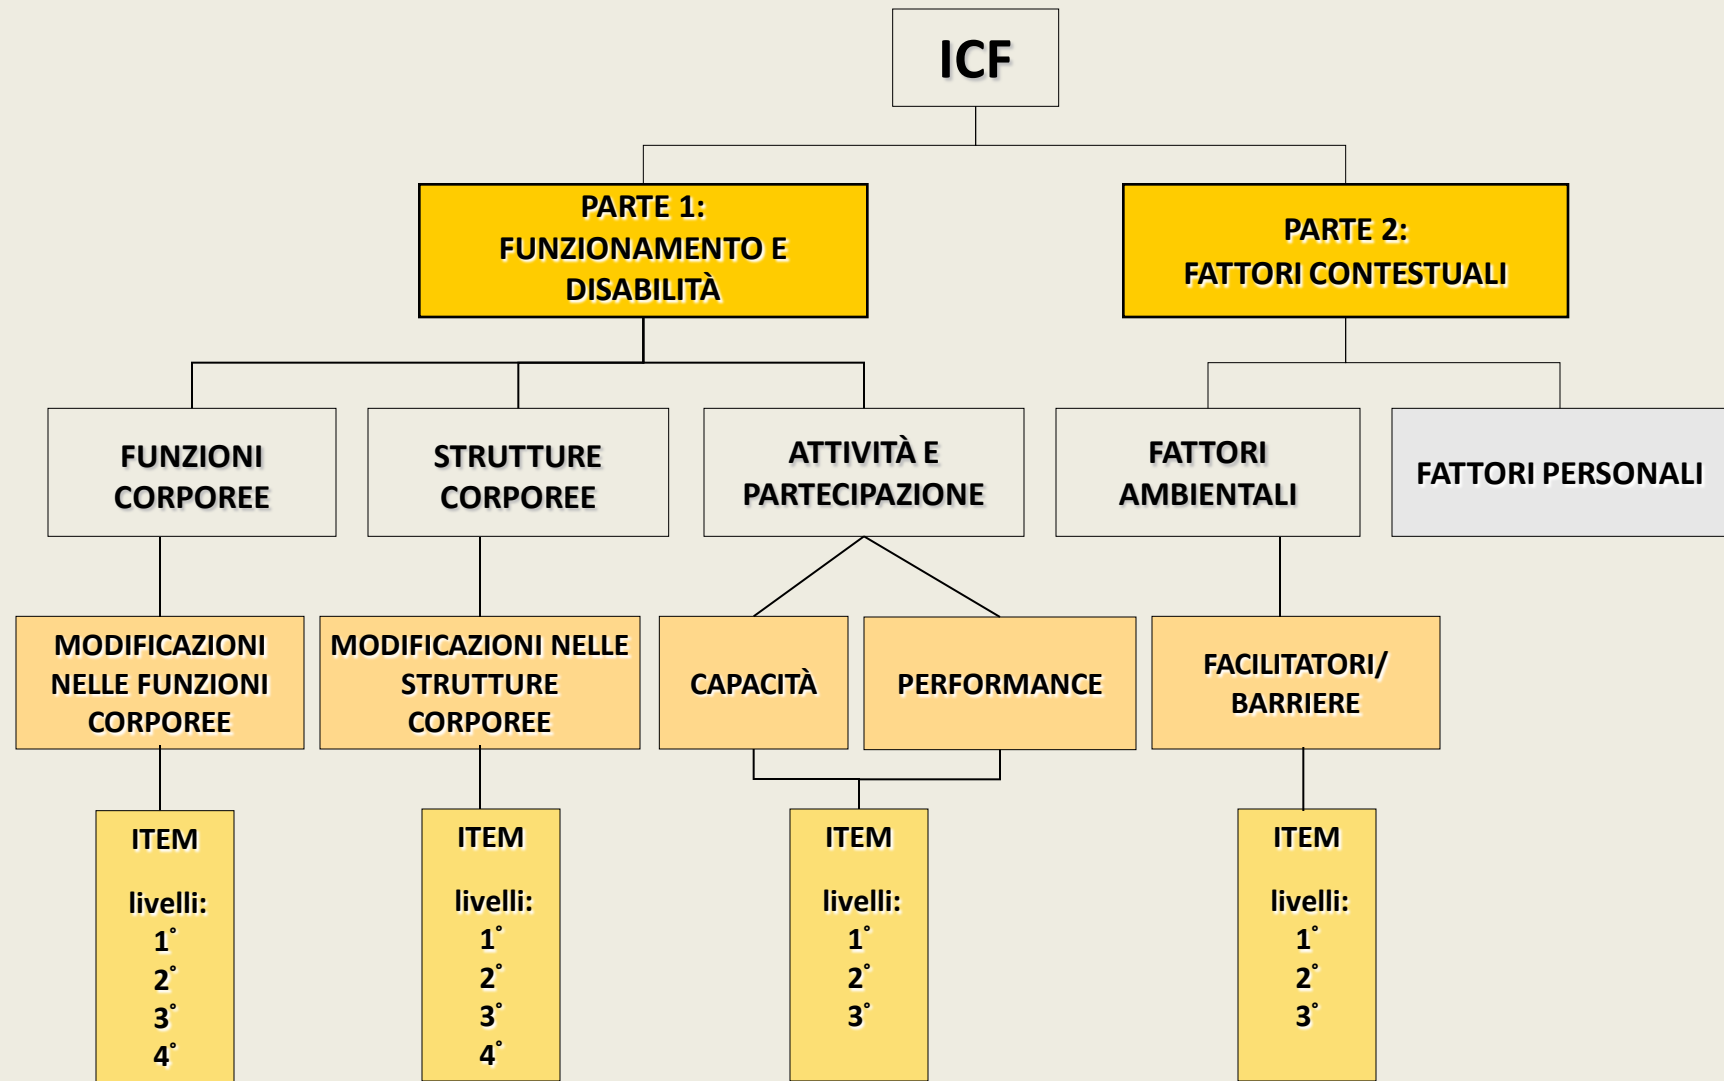 ICF
PARTE 1:
FUNZIONAMENTO E
DISABILITÀ
PARTE 2:
FATTORI CONTESTUALI
FUNZIONI
CORPOREE
STRUTTURE
CORPOREE
ATTIVITÀ E
PARTECIPAZIONE
FATTORI
AMBIENTALI
FATTORI PERSONALI
MODIFICAZIONI
NELLE FUNZIONI
CORPOREE
MODIFICAZIONI NELLE
STRUTTURE
CORPOREE
CAPACITÀ
PERFORMANCE
FACILITATORI/
BARRIERE
ITEM
livelli:
1°
2°
3°
4°
ITEM
livelli:
1°
2°
3°
4°
ITEM
livelli:
1°
2°
3°
ITEM
livelli:
1°
2°
3°